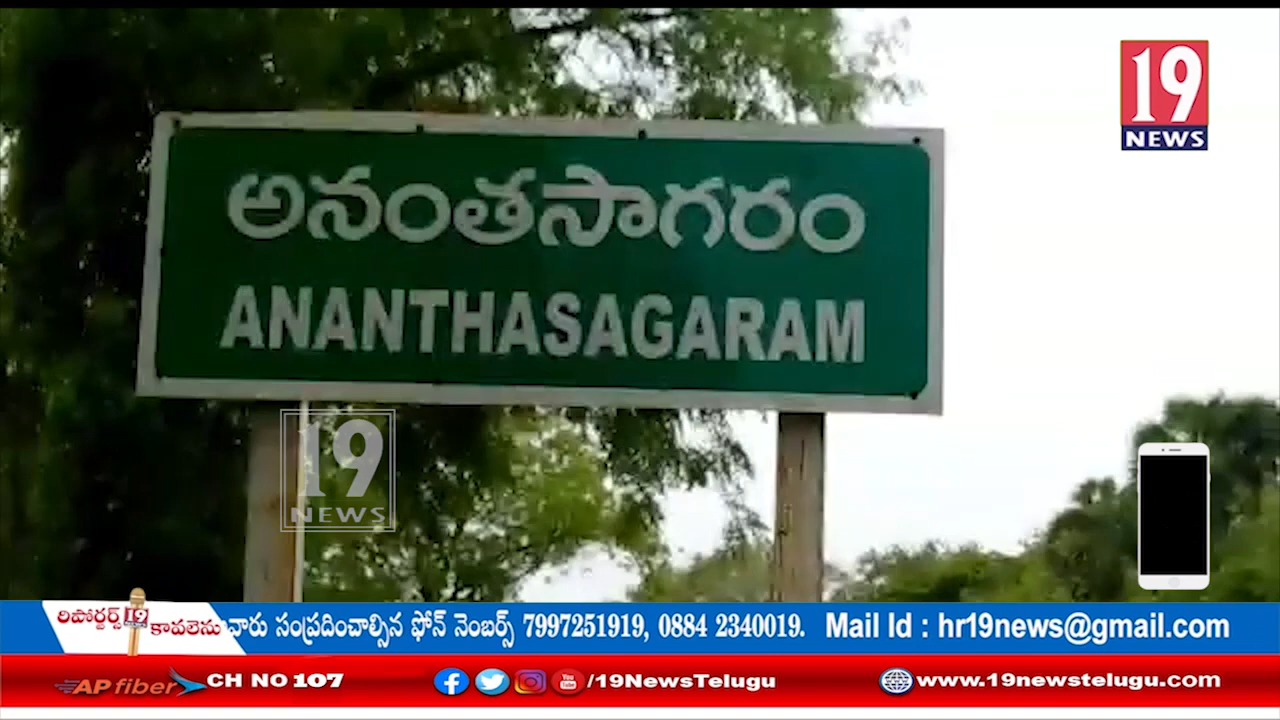 19
NEWS
అనంతసాగరం
ANANTHASAGARAM
19
NEWS
రిపోర్టర్స్ 19 కావలెను
వారు సంప్రదించాల్సిన ఫోన్ నెంబర్స్ 7997251919, 0884 2340019. Mail Id : hr19news@gmail.com
AP fiber CH NO 107 /19NewsTelugu www.19newstelugu.com